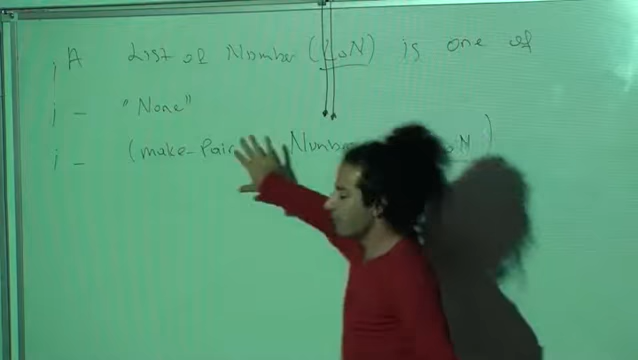 ; A List of Number (LoN) is one of
; - "None"
; - (make-Pair Number LoN)